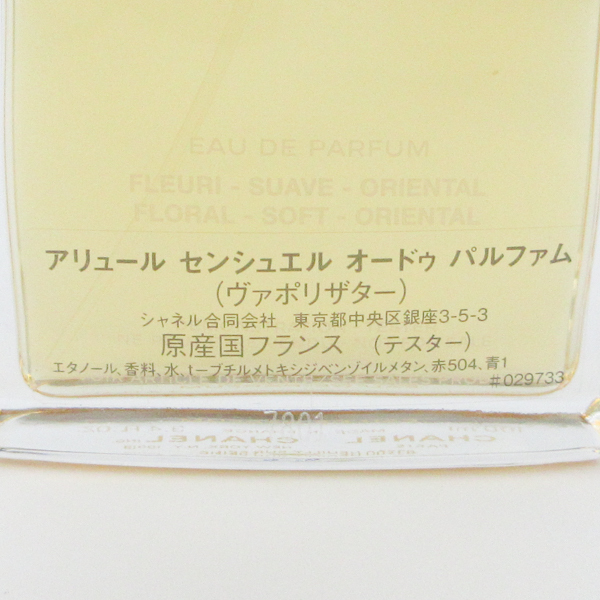 EAU DE PARFUM
FLEURI - SUAVE - ORIENTAL
FLORAL - SOFT - ORIENTAL
アリュール センシュエル オードゥ パルファム
(ヴァポリザター)
シャネル合同会社 東京都中央区銀座3-5-3
原産国フランス (テスター)
エタノール、香料、水、t-ブチルメトキシジベンゾイルメタン、赤504、青1
#029733
7001
CHANEL CHANEL